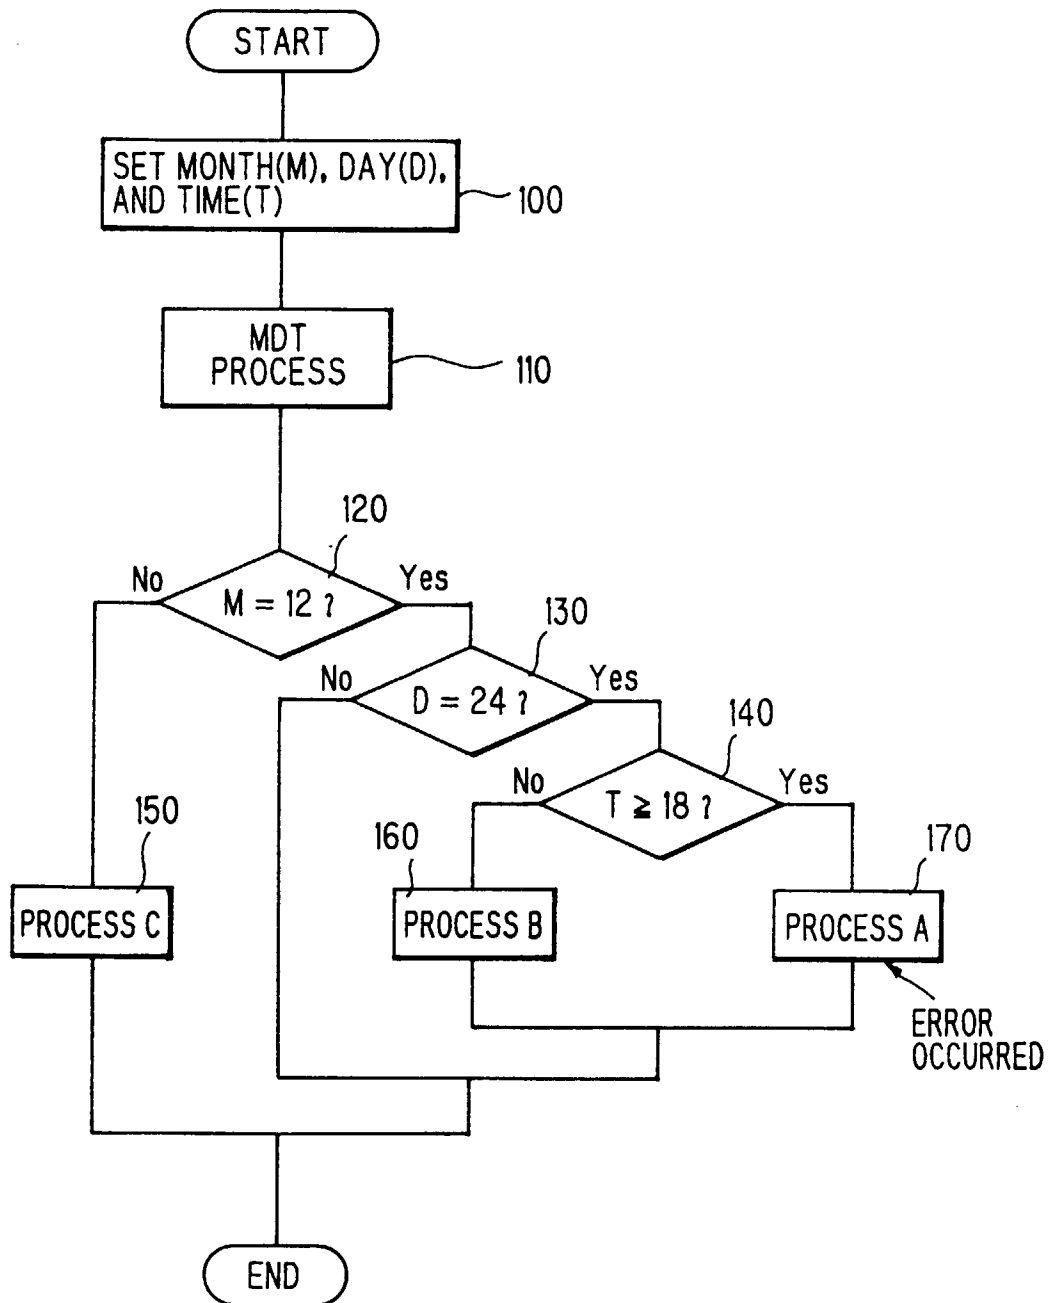 START
SET MONTH(M), DAY(D),
AND TIME(T)
100
MDT
PROCESS
110
120
No
Yes
M = 12 ?
130
No
Yes
D = 24 ?
140
No
Yes
T ≧ 18 ?
150
160
170
PROCESS C
PROCESS B
PROCESS A
ERROR
OCCURRED
END